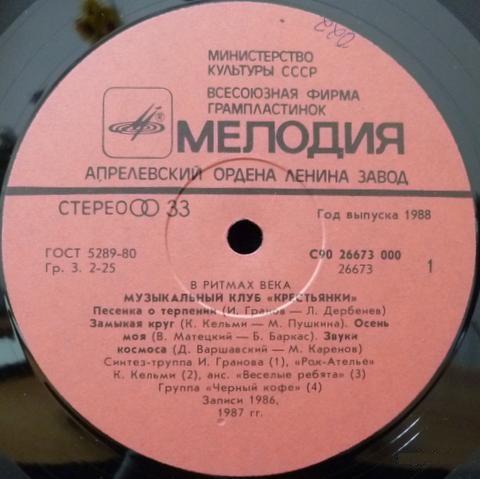 МИНИСТЕРСТВО
КУЛЬТУРЫ СССР
ВСЕСОЮЗНАЯ ФИРМА
ГРАМПЛАСТИНОК
МЕЛОДИЯ
АПРЕЛЕВСКИЙ ОРДЕНА ЛЕНИНА ЗАВОД
СТЕРЕО 33
Год выпуска 1988
ГОСТ 5289-80
С90 26673 000
Гр. 3. 2-25
26673
1
В РИТМАХ ВЕКА
МУЗЫКАЛЬНЫЙ КЛУБ «КРЕСТЬЯНКИ»
Песенка о терпении (И. Гранов — Л. Дербенев)
Замыкая круг (К. Кельми — М. Пушкина). Осень
моя (В. Матецкий — Б. Баркас). Звуки
космоса (Д. Варшавский — М. Каренов)
Синтез-группа И. Гранова (1), «Рок-Ателье»
К. Кельми (2), анс. «Веселые ребята» (3)
Группа «Черный кофе» (4)
Записи 1986,
1987 гг.